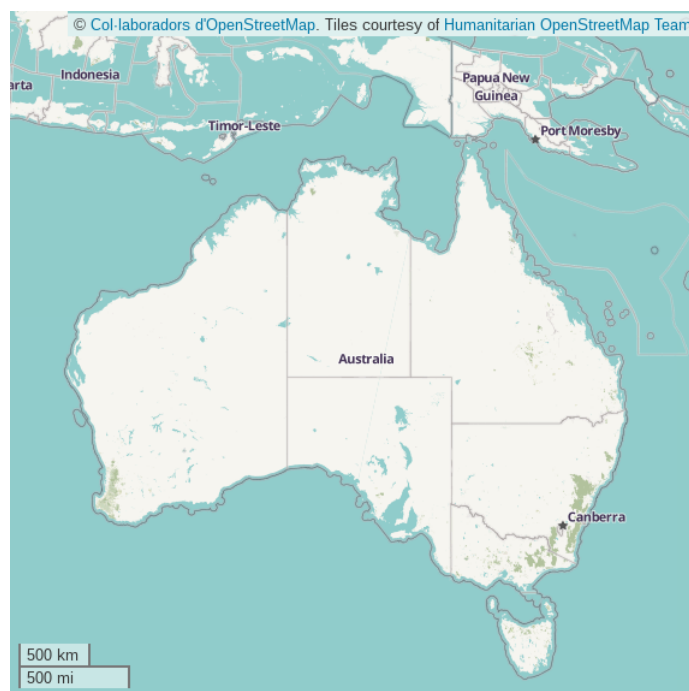 © Col·laboradors d'OpenStreetMap. Tiles courtesy of Humanitarian OpenStreetMap Team
Indonesia
arta
Papua New
Guinea
Timor-Leste
Port Moresby
Australia
Canberra
500 km
500 mi